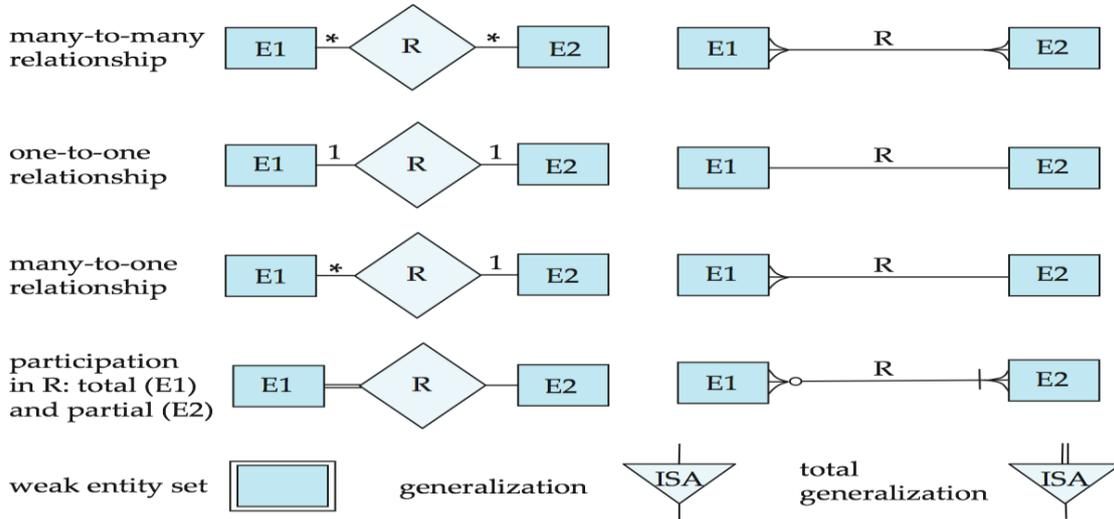 many-to-many
relationship
E1 * R * E2
E1 R E2
one-to-one
relationship
E1 1 R 1 E2
E1 R E2
many-to-one
relationship
E1 * R 1 E2
E1 R E2
participation
in R: total (E1)
and partial (E2)
E1 R E2
E1 R E2
weak entity set
generalization
ISA
total
generalization
ISA